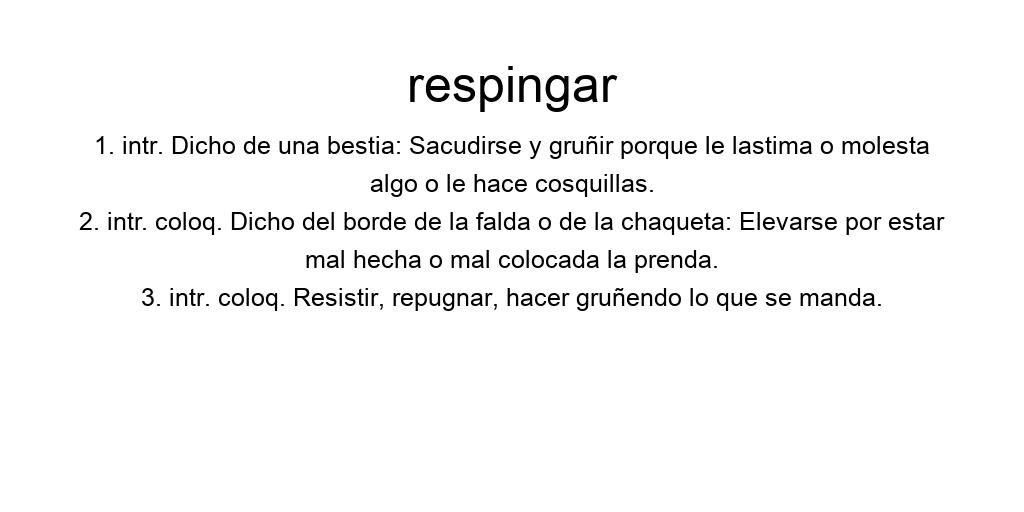 respingar
1. intr. Dicho de una bestia: Sacudirse y gruñir porque le lastima o molesta
algo o le hace cosquillas.
2. intr. coloq. Dicho del borde de la falda o de la chaqueta: Elevarse por estar
mal hecha o mal colocada la prenda.
3. intr. coloq. Resistir, repugnar, hacer gruñendo lo que se manda.